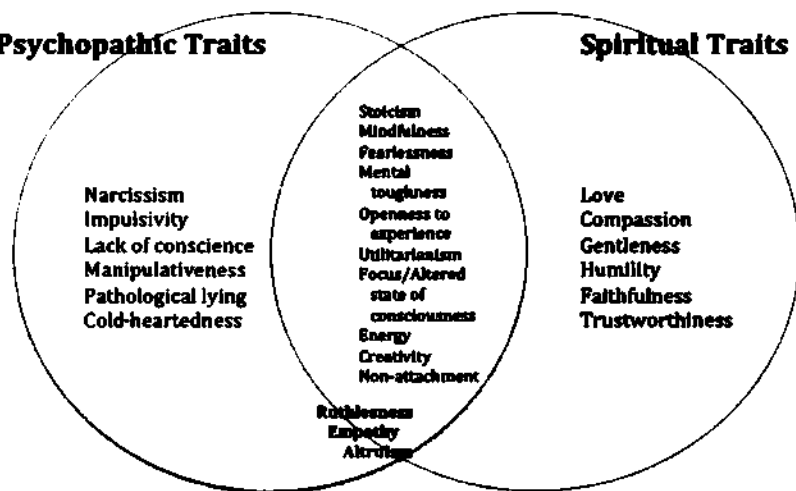 Psychopathic Traits
Spiritual Traits
Narcissism
Impulsivity
Lack of conscience
Manipulativeness
Pathological lying
Cold-heartedness
Stoicism
Mindfulness
Fearlessness
Mental
toughness
Openness to
experience
Utilitarianism
Focus/Altered
state of
consciousness
Energy
Creativity
Non-attachment
Ruthlessness
Empathy
Altruism
Love
Compassion
Gentleness
Humility
Faithfulness
Trustworthiness